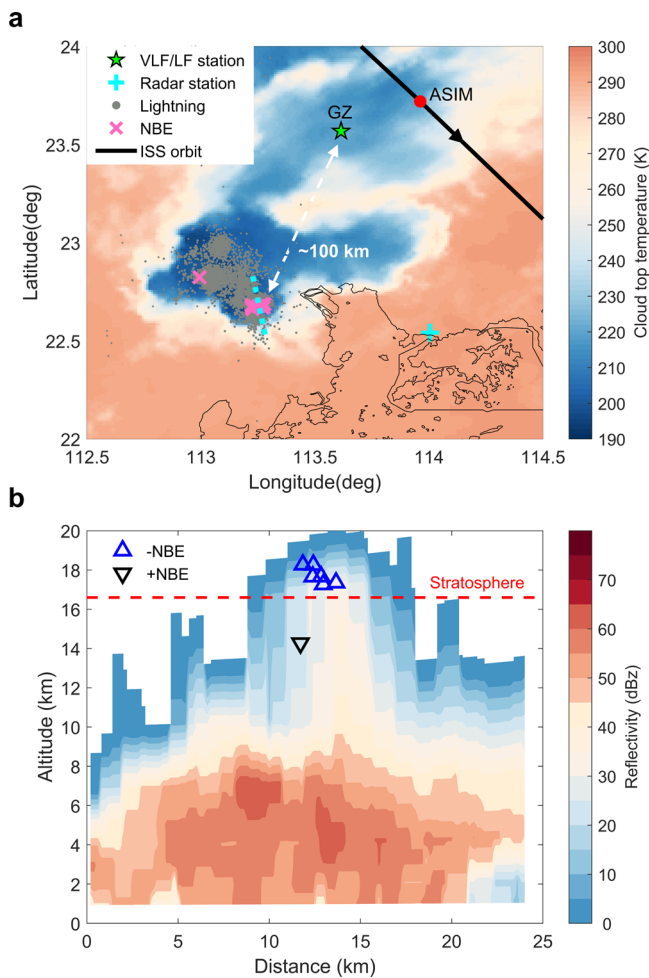 a
VLF/LF station
Radar station
Lightning
NBE
ISS orbit
GZ
ASIM
~100 km
24
23.5
23
22.5
22
Latitude(deg)
112.5
113
113.5
114
114.5
Longitude(deg)
300
290
280
270
260
250
240
230
220
210
200
190
Cloud top temperature (K)
b
-NBE
+NBE
Stratosphere
20
18
16
14
12
10
8
6
4
2
0
Altitude (km)
0
5
10
15
20
25
Distance (km)
70
60
50
40
30
20
10
0
Reflectivity (dBz)